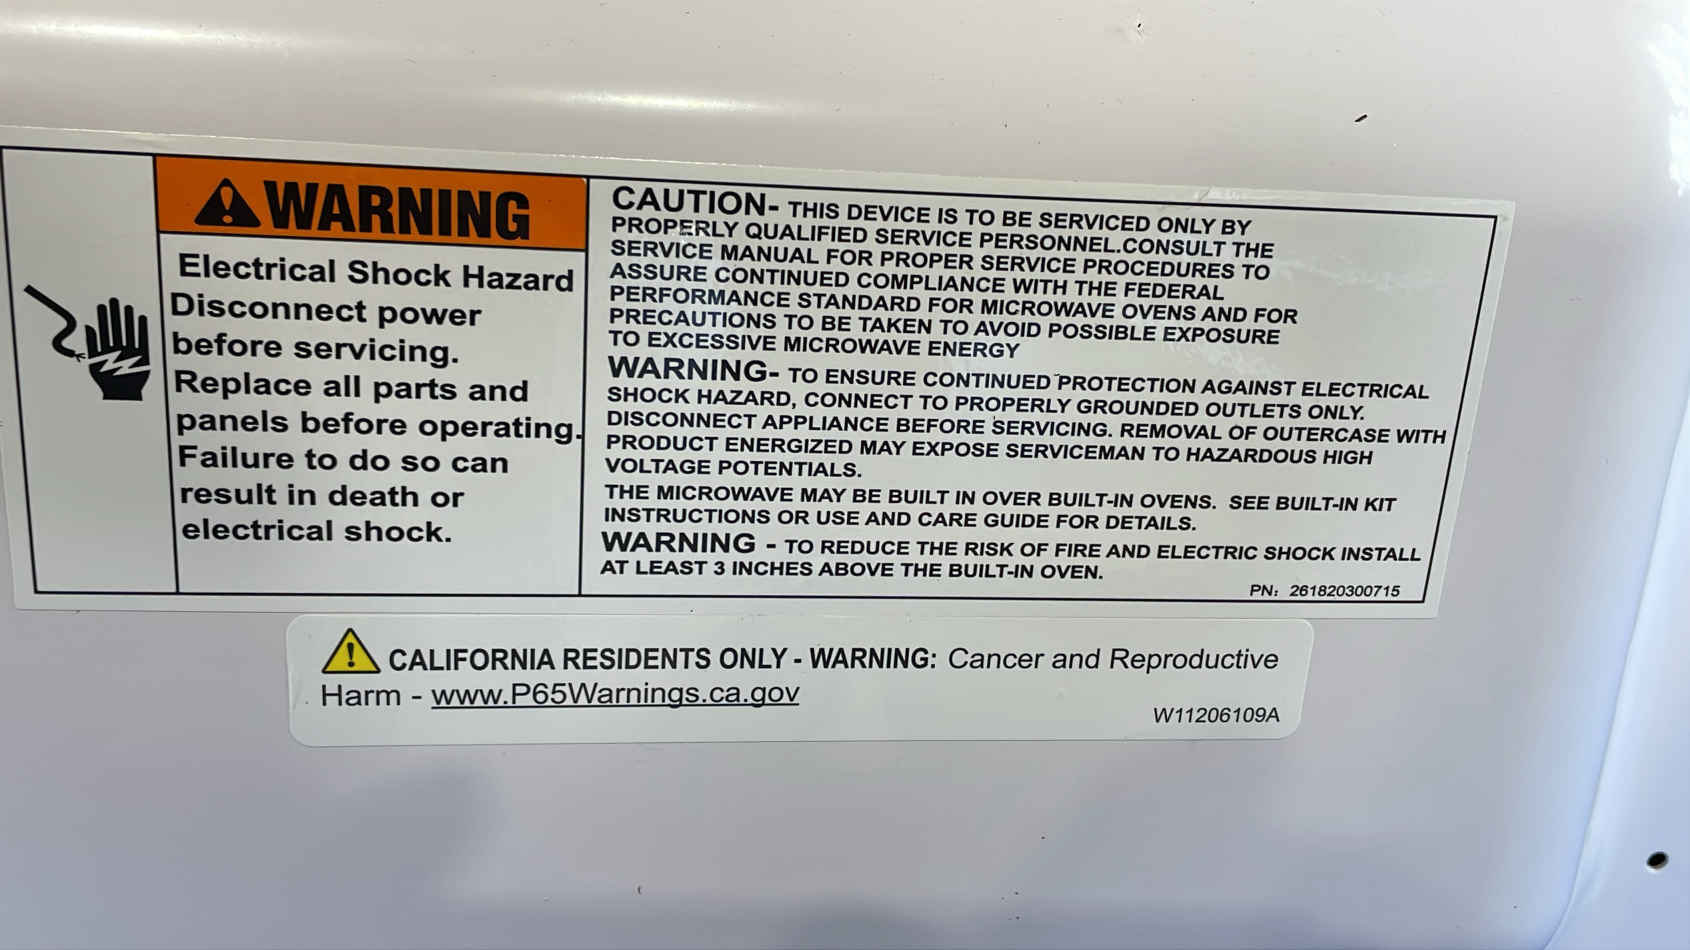 WARNING
Electrical Shock Hazard
Disconnect power
before servicing.
Replace all parts and
panels before operating.
Failure to do so can
result in death or
electrical shock.
CAUTION- THIS DEVICE IS TO BE SERVICED ONLY BY
PROPERLY QUALIFIED SERVICE PERSONNEL.CONSULT THE
SERVICE MANUAL FOR PROPER SERVICE PROCEDURES TO
ASSURE CONTINUED COMPLIANCE WITH THE FEDERAL
PERFORMANCE STANDARD FOR MICROWAVE OVENS AND FOR
PRECAUTIONS TO BE TAKEN TO AVOID POSSIBLE EXPOSURE
TO EXCESSIVE MICROWAVE ENERGY
WARNING- TO ENSURE CONTINUED PROTECTION AGAINST ELECTRICAL
SHOCK HAZARD, CONNECT TO PROPERLY GROUNDED OUTLETS ONLY.
DISCONNECT APPLIANCE BEFORE SERVICING. REMOVAL OF OUTERCASE WITH
PRODUCT ENERGIZED MAY EXPOSE SERVICEMAN TO HAZARDOUS HIGH
VOLTAGE POTENTIALS.
THE MICROWAVE MAY BE BUILT IN OVER BUILT-IN OVENS. SEE BUILT-IN KIT
INSTRUCTIONS OR USE AND CARE GUIDE FOR DETAILS.
WARNING - TO REDUCE THE RISK OF FIRE AND ELECTRIC SHOCK INSTALL
AT LEAST 3 INCHES ABOVE THE BUILT-IN OVEN.
PN: 261820300715
CALIFORNIA RESIDENTS ONLY - WARNING: Cancer and Reproductive
Harm - www.P65Warnings.ca.gov
W11206109A